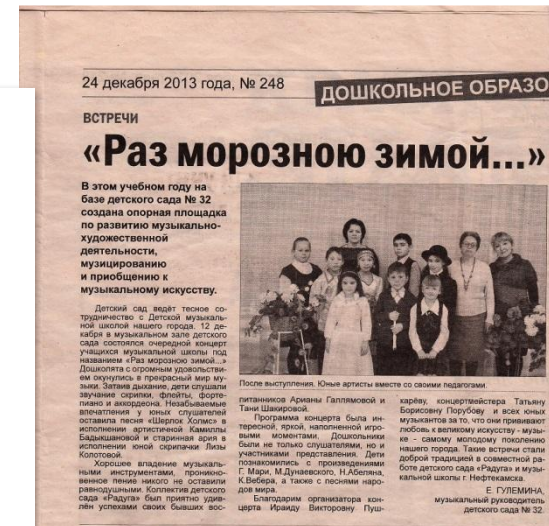 24 декабря 2013 года, № 248
ДОШКОЛЬНОЕ ОБРАЗО
ВСТРЕЧИ
«Раз морозною зимой...»
В этом учебном году на
базе детского сада № 32
создана опорная площадка
по развитию музыкально-
художественной
деятельности,
музицированию
и приобщению к
музыкальному искусству.
Детский сад ведёт тесное со-
трудничество с Детской музыкаль-
ной школой нашего города. 12 де-
кабря в музыкальном зале детского
сада состоялся очередной концерт
учащихся музыкальной школы под
названием «Раз морозною зимой...»
Дошколята с огромным удовольстви-
ем окунулись в прекрасный мир му-
зыки. Затаив дыхание, дети слушали
звучание скрипки, флейты, форте-
пиано и аккордеона. Незабываемые
впечатления у юных слушателей
оставила песня «Шерлок Холмс» в
исполнении артистичной Камиллы
Бадыкшановой и старинная ария в
исполнении юной скрипачки Лизы
Колотовой.
Хорошее владение музыкаль-
ными инструментами, проникно-
венное пение никого не оставили
равнодушными. Коллектив детского
сада «Радуга» был приятно удив-
лён успехами своих бывших вос-
После выступления. Юные артисты вместе со своими педагогами.
питанников Арианы Галлямовой и
Тани Шакировой.
Программа концерта была ин-
тересной, яркой, наполненной игро-
выми моментами. Дошкольники
были не только слушателями, но и
участниками представления. Дети
познакомились с произведениями
Г. Мари, М.Дунаевского, Н.Абеляна,
К.Вебера, а также с песнями наро-
дов мира.
Благодарим организатора кон-
церта Ираиду Викторовну Пуш-
карёву, концертмейстера Татьяну
Борисовну Порубову и всех юных
музыкантов за то, что они прививают
любовь к великому искусству - музы-
ке - самому молодому поколению
нашего города. Такие встречи стали
доброй традицией в совместной ра-
боте детского сада «Радуга» и музы-
кальной школы г. Нефтекамска.
Е. ГУЛЕМИНА,
музыкальный руководитель
детского сада № 32.